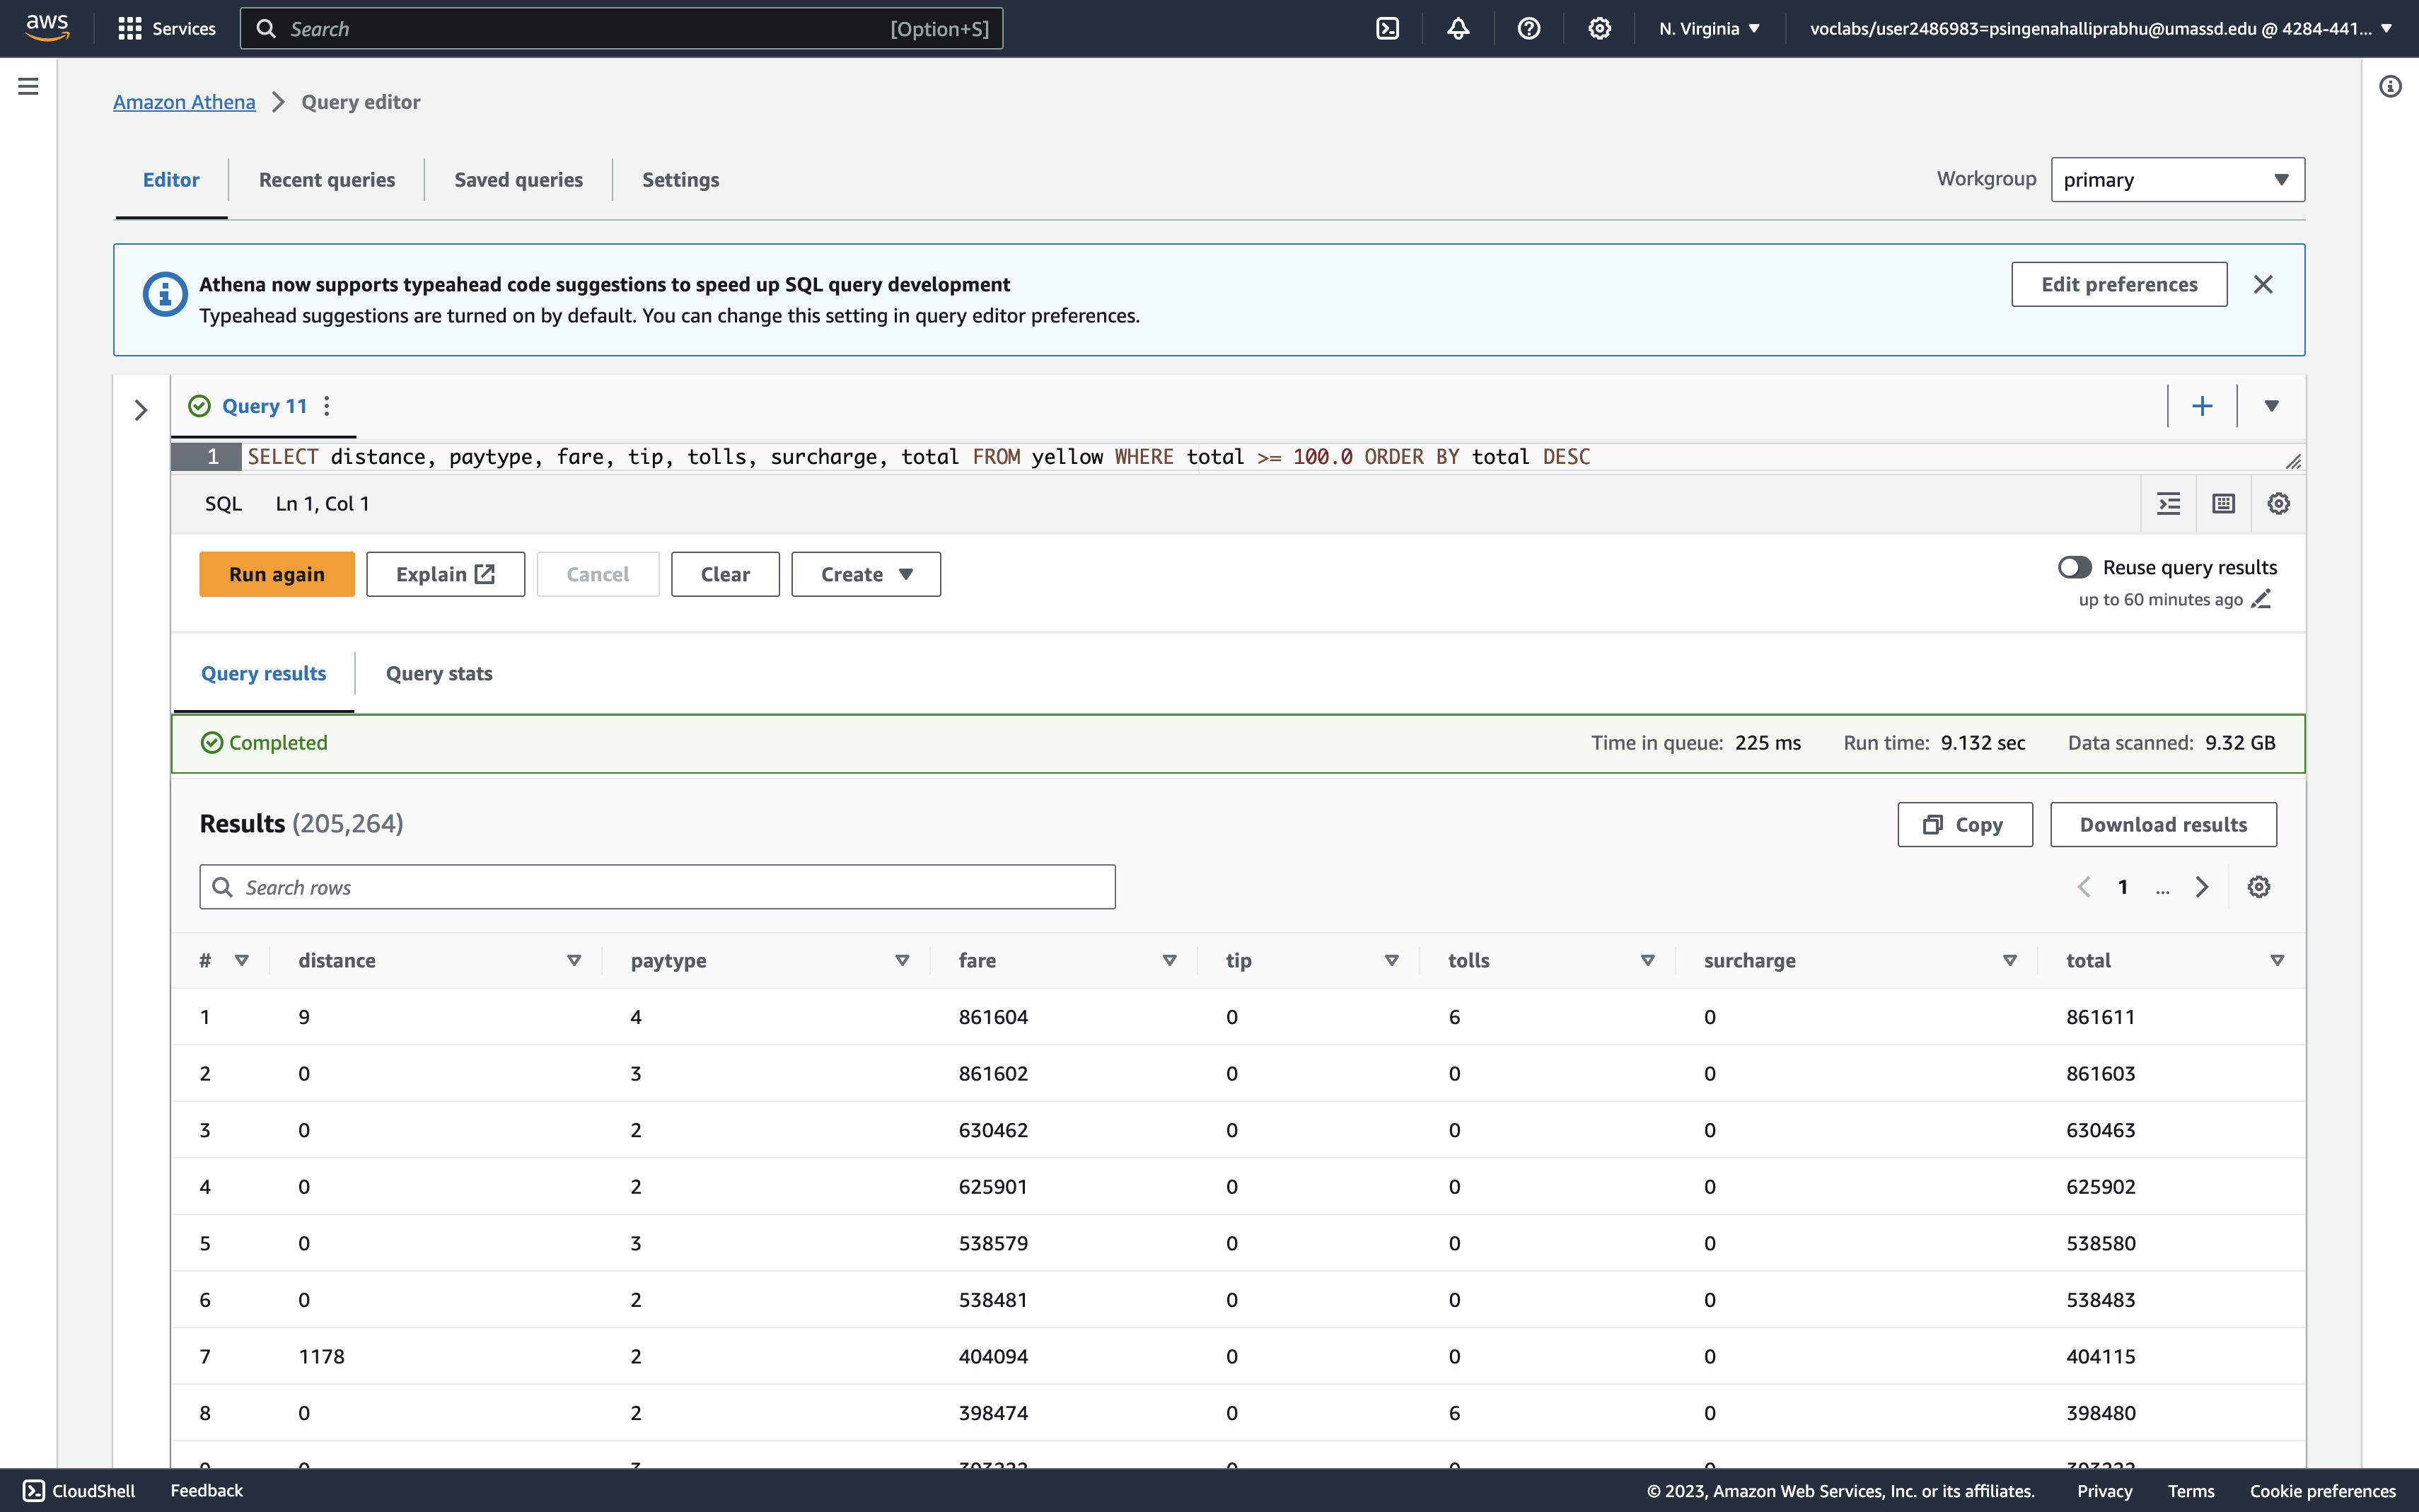 aws Services Search [Option+S] N. Virginia voclabs/user2486983=psingenahalliprabhu@umassd.edu @ 4284-441...
Amazon Athena Query editor
Editor Recent queries Saved queries Settings Workgroup primary
Athena now supports typeahead code suggestions to speed up SQL query development
Typeahead suggestions are turned on by default. You can change this setting in query editor preferences.
Edit preferences
Query 11
1 SELECT distance, paytype, fare, tip, tolls, surcharge, total FROM yellow WHERE total >= 100.0 ORDER BY total DESC
SQL Ln 1, Col 1
Run again Explain Cancel Clear Create Reuse query results
up to 60 minutes ago
Query results Query stats
Completed Time in queue: 225 ms Run time: 9.132 sec Data scanned: 9.32 GB
Results (205,264) Copy Download results
Search rows 1 ...
# distance paytype fare tip tolls surcharge total
1 9 4 861604 0 6 0 861611
2 0 3 861602 0 0 0 861603
3 0 2 630462 0 0 0 630463
4 0 2 625901 0 0 0 625902
5 0 3 538579 0 0 0 538580
6 0 2 538481 0 0 0 538483
7 1178 2 404094 0 0 0 404115
8 0 2 398474 0 6 0 398480
CloudShell Feedback © 2023, Amazon Web Services, Inc. or its affiliates. Privacy Terms Cookie preferences